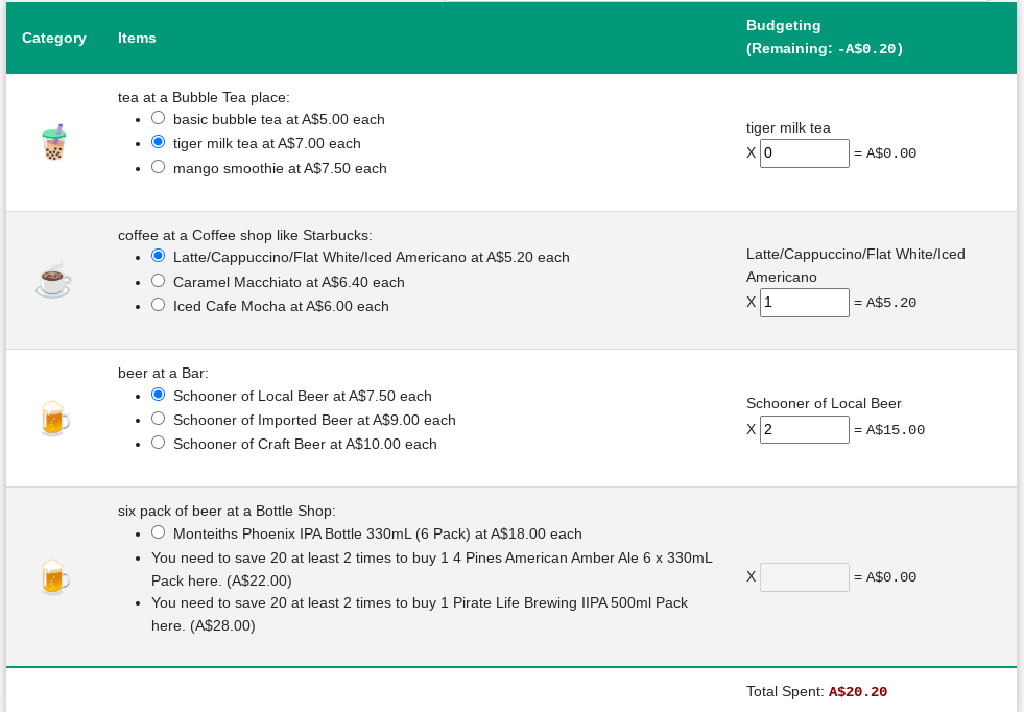 Category Items Budgeting
(Remaining: -A$0.20)
tea at a Bubble Tea place:
basic bubble tea at A$5.00 each
tiger milk tea at A$7.00 each
mango smoothie at A$7.50 each
tiger milk tea
X 0 = A$0.00
coffee at a Coffee shop like Starbucks:
Latte/Cappuccino/Flat White/Iced Americano at A$5.20 each
Caramel Macchiato at A$6.40 each
Iced Cafe Mocha at A$6.00 each
Latte/Cappuccino/Flat White/Iced
Americano
X 1 = A$5.20
beer at a Bar:
Schooner of Local Beer at A$7.50 each
Schooner of Imported Beer at A$9.00 each
Schooner of Craft Beer at A$10.00 each
Schooner of Local Beer
X 2 = A$15.00
six pack of beer at a Bottle Shop:
Monteiths Phoenix IPA Bottle 330mL (6 Pack) at A$18.00 each
You need to save 20 at least 2 times to buy 1 4 Pines American Amber Ale 6 x 330mL
Pack here. (A$22.00)
You need to save 20 at least 2 times to buy 1 Pirate Life Brewing IIPA 500ml Pack
here. (A$28.00)
X = A$0.00
Total Spent: A$20.20